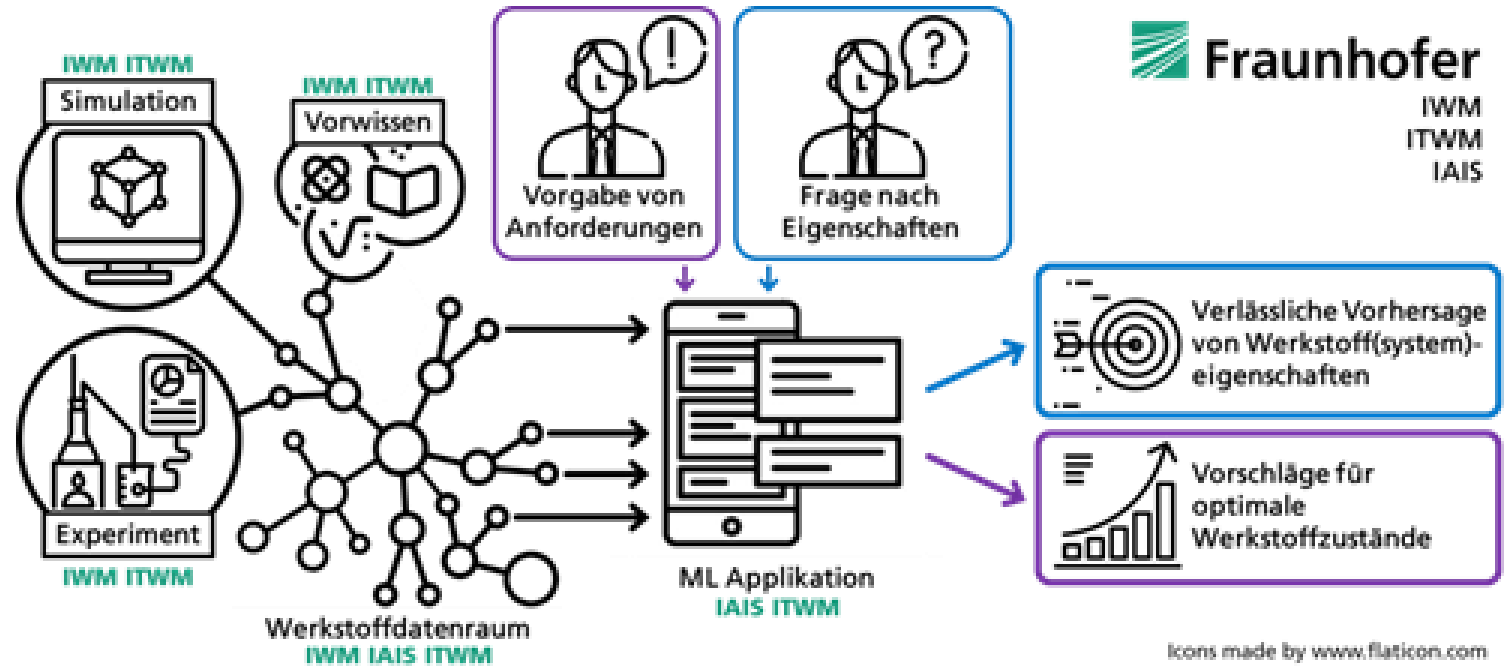 IWM ITWM
Simulation
IWM ITWM
Vorwissen
!
Vorgabe von
Anforderungen
?
Frage nach
Eigenschaften
Fraunhofer
IWM
ITWM
IAIS
Experiment
IWM ITWM
Werkstoffdatenraum
IWM IAIS ITWM
ML Applikation
IAIS ITWM
Verlässliche Vorhersage
von Werkstoff(system)-
eigenschaften
Vorschläge für
optimale
Werkstoffzustände
Icons made by www.flaticon.com